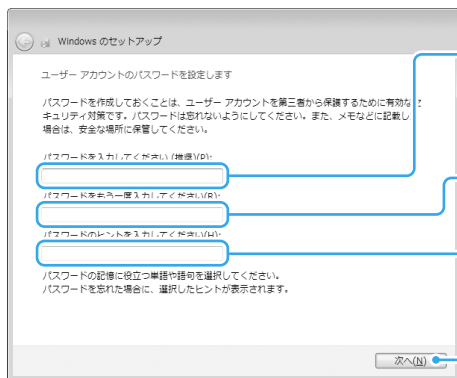 Windows のセットアップ
ユーザー アカウントのパスワードを設定します
パスワードを作成しておくことは、ユーザー アカウントを第三者から保護するために有効なセ
キュリティ対策です。パスワードは忘れないようにしてください。また、メモなどに記載し
場合は、安全な場所に保管してください。
パスワードを入力してください (推奨)(P):
パスワードをもう一度入力してください(R):
パスワードのヒントを入力してください(H):
パスワードの記憶に役立つ単語や語句を選択してください。
パスワードを忘れた場合に、選択したヒントが表示されます。
次へ(N)